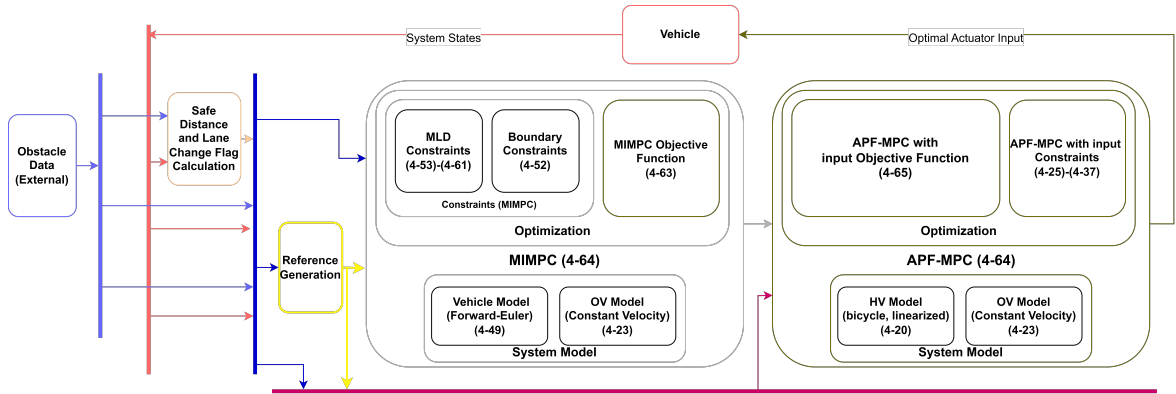 System States
Vehicle
Optimal Actuator Input
Obstacle
Data
(External)
Safe
Distance
and Lane
Change Flag
Calculation
MLD
Constraints
(4-53)-(4-61)
Boundary
Constraints
(4-52)
Constraints (MIMPC)
MIMPC Objective
Function
(4-63)
Optimization
MIMPC (4-64)
Reference
Generation
Vehicle Model
(Forward-Euler)
(4-49)
OV Model
(Constant Velocity)
(4-23)
System Model
APF-MPC with
input Objective Function
(4-65)
APF-MPC with input
Constraints
(4-25)-(4-37)
Optimization
APF-MPC (4-64)
HV Model
(bicycle, linearized)
(4-20)
OV Model
(Constant Velocity)
(4-23)
System Model